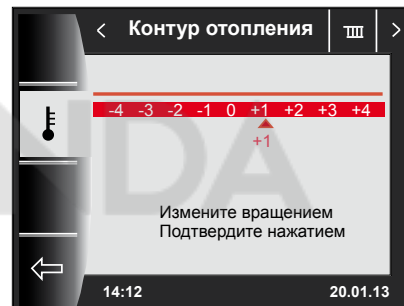 < Контур отопления >
-4 -3 -2 -1 0 +1 +2 +3 +4
+1
Измените вращением
Подтвердите нажатием
14:12 20.01.13